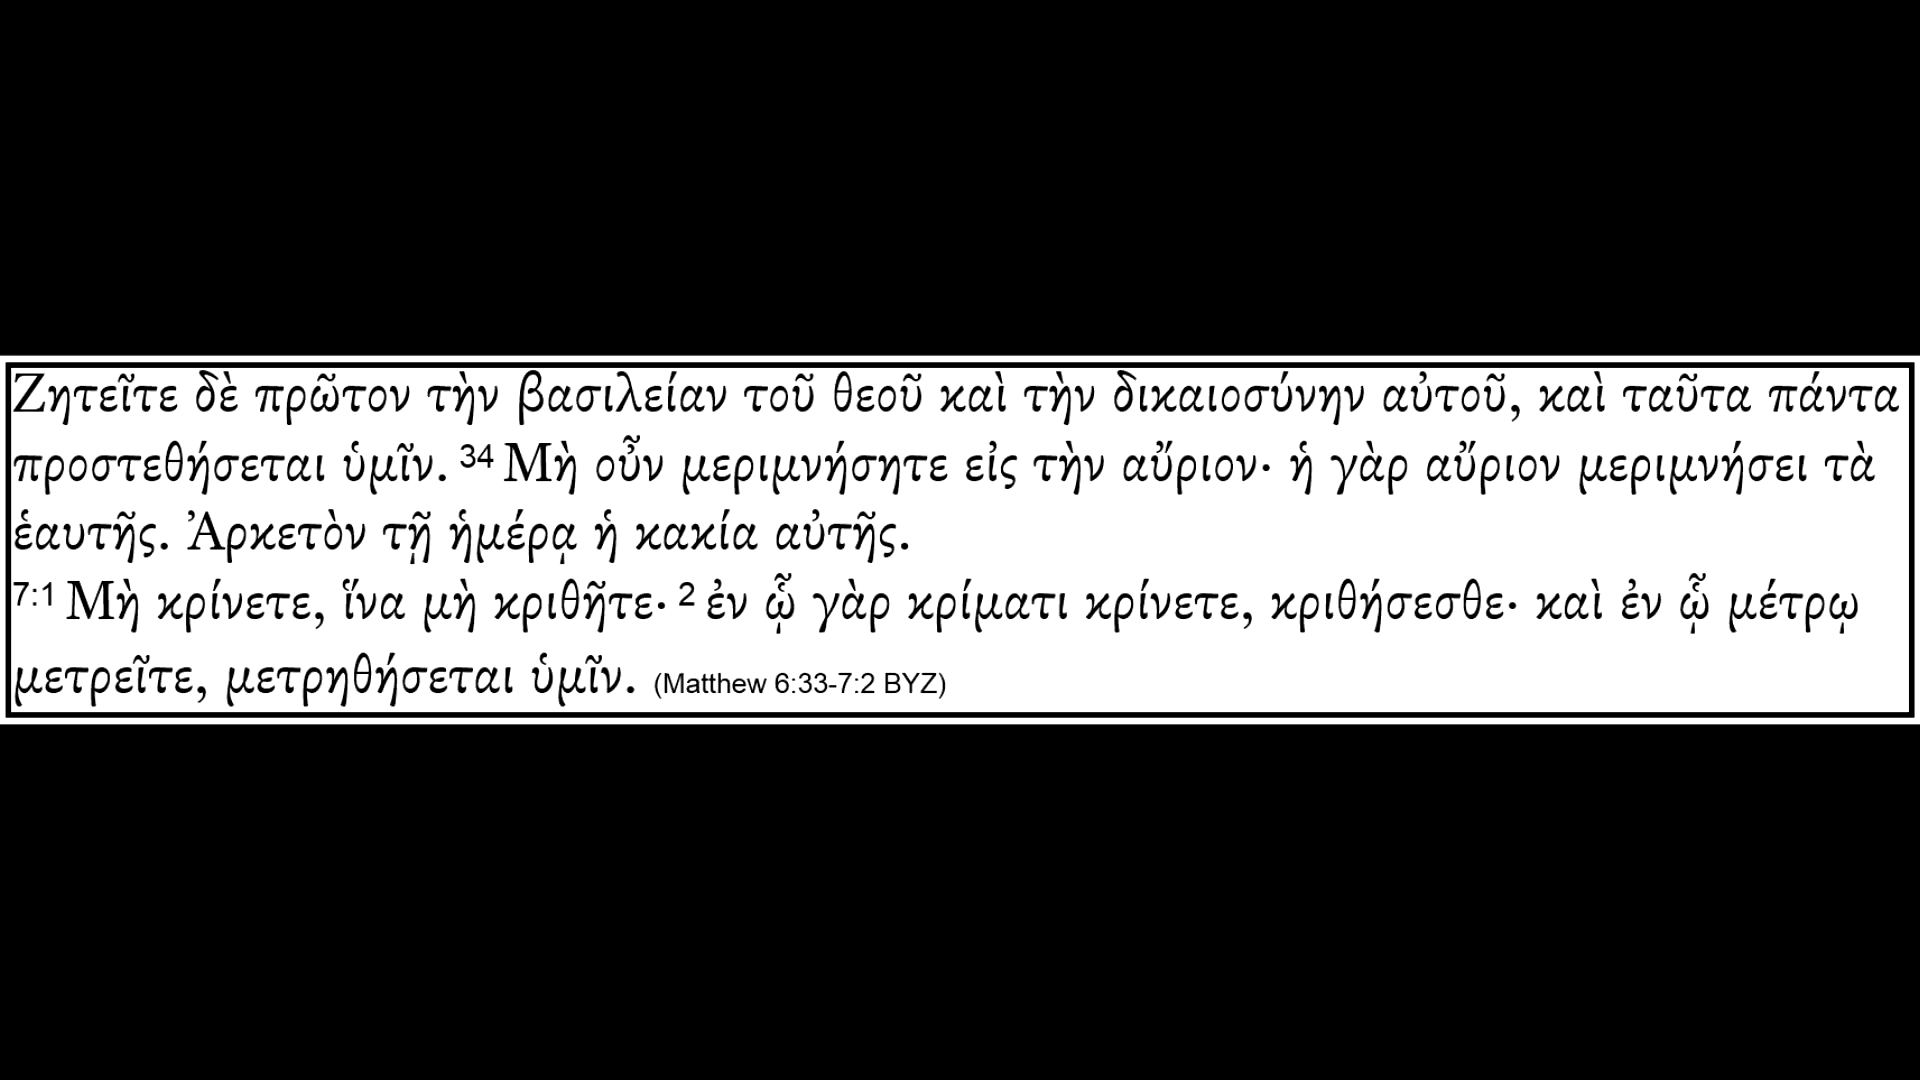 Ζητεῖτε δὲ πρῶτον τὴν βασιλείαν τοῦ θεοῦ καὶ τὴν δικαιοσύνην αὐτοῦ, καὶ ταῦτα πάντα
προστεθήσεται ὑμῖν. 34 Μὴ οὖν μεριμνήσητε εἰς τὴν αὔριον· ἡ γὰρ αὔριον μεριμνήσει τὰ
ἑαυτῆς. Ἀρκετὸν τῇ ἡμέρᾳ ἡ κακία αὐτῆς.
7:1 Μὴ κρίνετε, ἵνα μὴ κριθῆτε· 2 ἐν ᾧ γὰρ κρίματι κρίνετε, κριθήσεσθε· καὶ ἐν ᾧ μέτρῳ
μετρεῖτε, μετρηθήσεται ὑμῖν. (Matthew 6:33-7:2 BYZ)